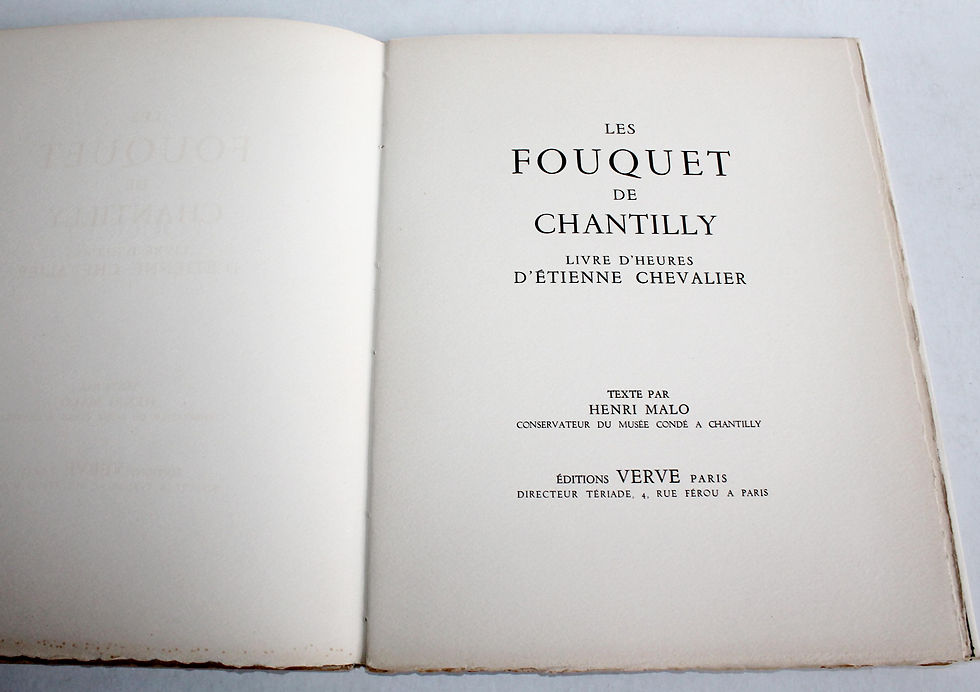 LES
FOUQUET
DE
CHANTILLY
LIVRE D'HEURES
D'ÉTIENNE CHEVALIER
TEXTE PAR
HENRI MALO
CONSERVATEUR DU MUSÉE CONDÉ A CHANTILLY
ÉDITIONS VERVE PARIS
DIRECTEUR TÉRIADE, 4, RUE FÉROU A PARIS